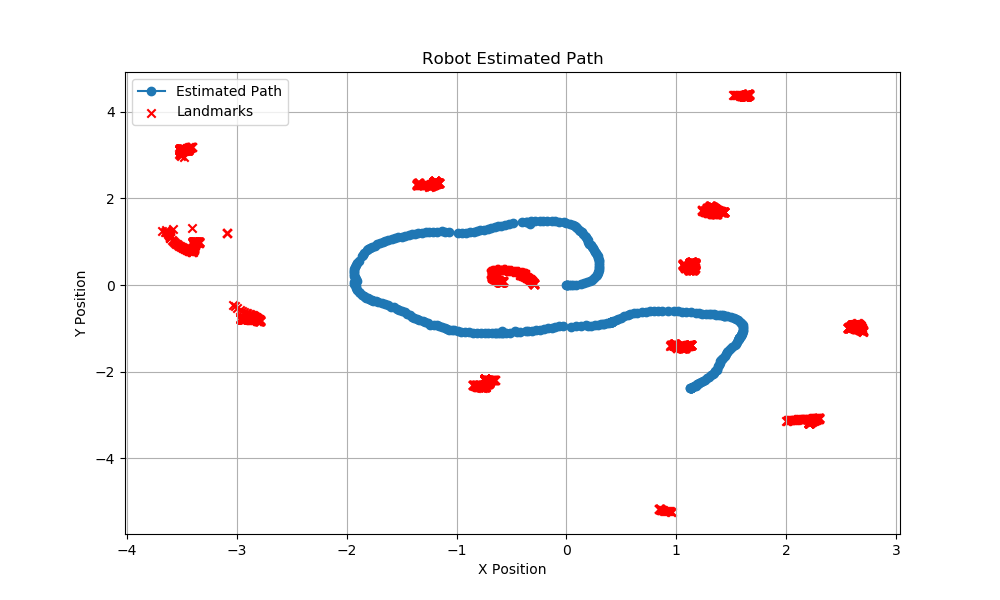 Robot Estimated Path
Estimated Path
Landmarks
4
2
0
−2
−4
Y Position
−4 −3 −2 −1 0 1 2 3
X Position